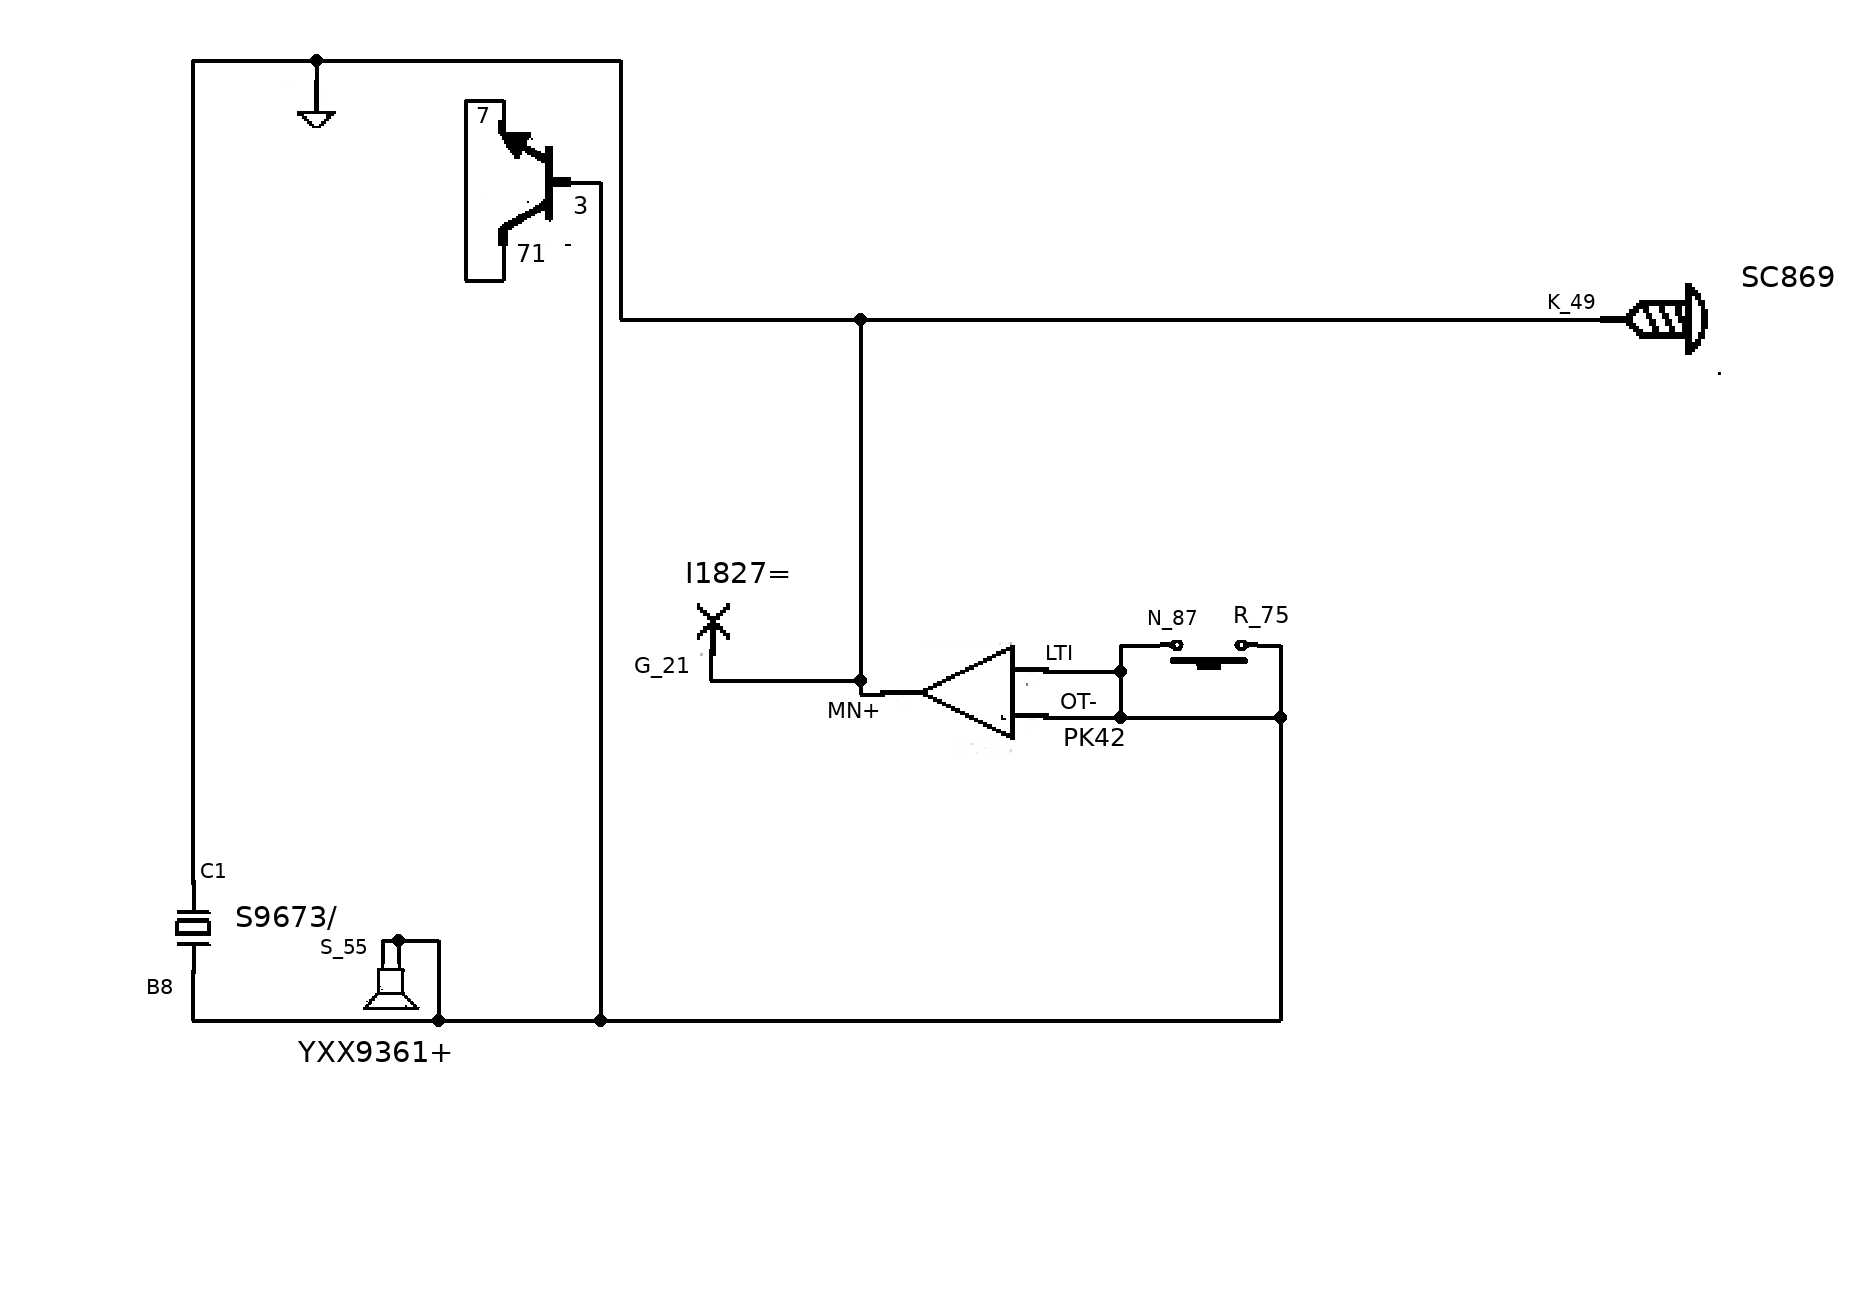 7
3
71
SC869
K_49
I1827=
G_21
MN+
LTI
OT-
PK42
N_87
R_75
C1
S9673/
S_55
B8
YXX9361+